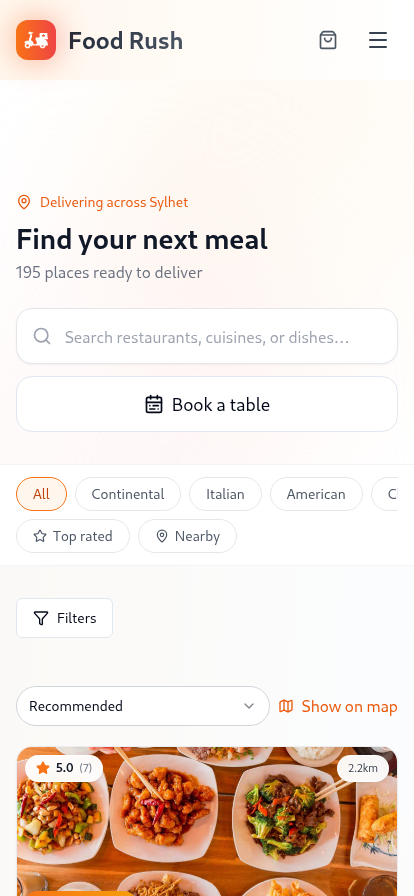 Food Rush
Delivering across Sylhet
Find your next meal
195 places ready to deliver
Search restaurants, cuisines, or dishes...
Book a table
All Continental Italian American
Top rated Nearby
Filters
Recommended Show on map
5.0 (7) 2.2km